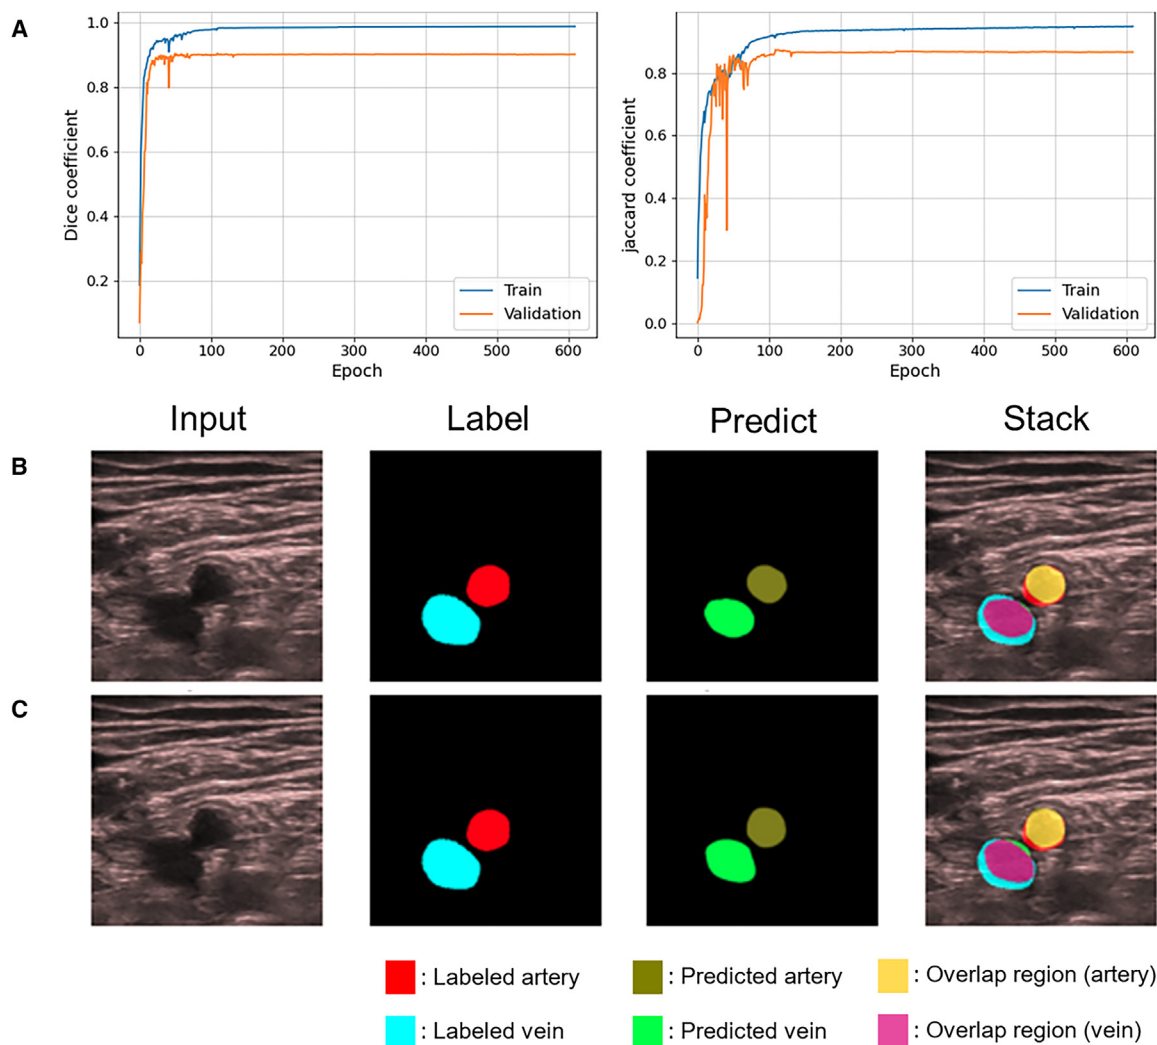 A
Dice coefficient
1.0
0.8
0.6
0.4
0.2
0 100 200 300 400 500 600
Epoch
Train
Validation
jaccard coefficient
0.8
0.6
0.4
0.2
0.0
0 100 200 300 400 500 600
Epoch
Train
Validation
Input Label Predict Stack
B
C
: Labeled artery : Predicted artery : Overlap region (artery)
: Labeled vein : Predicted vein : Overlap region (vein)